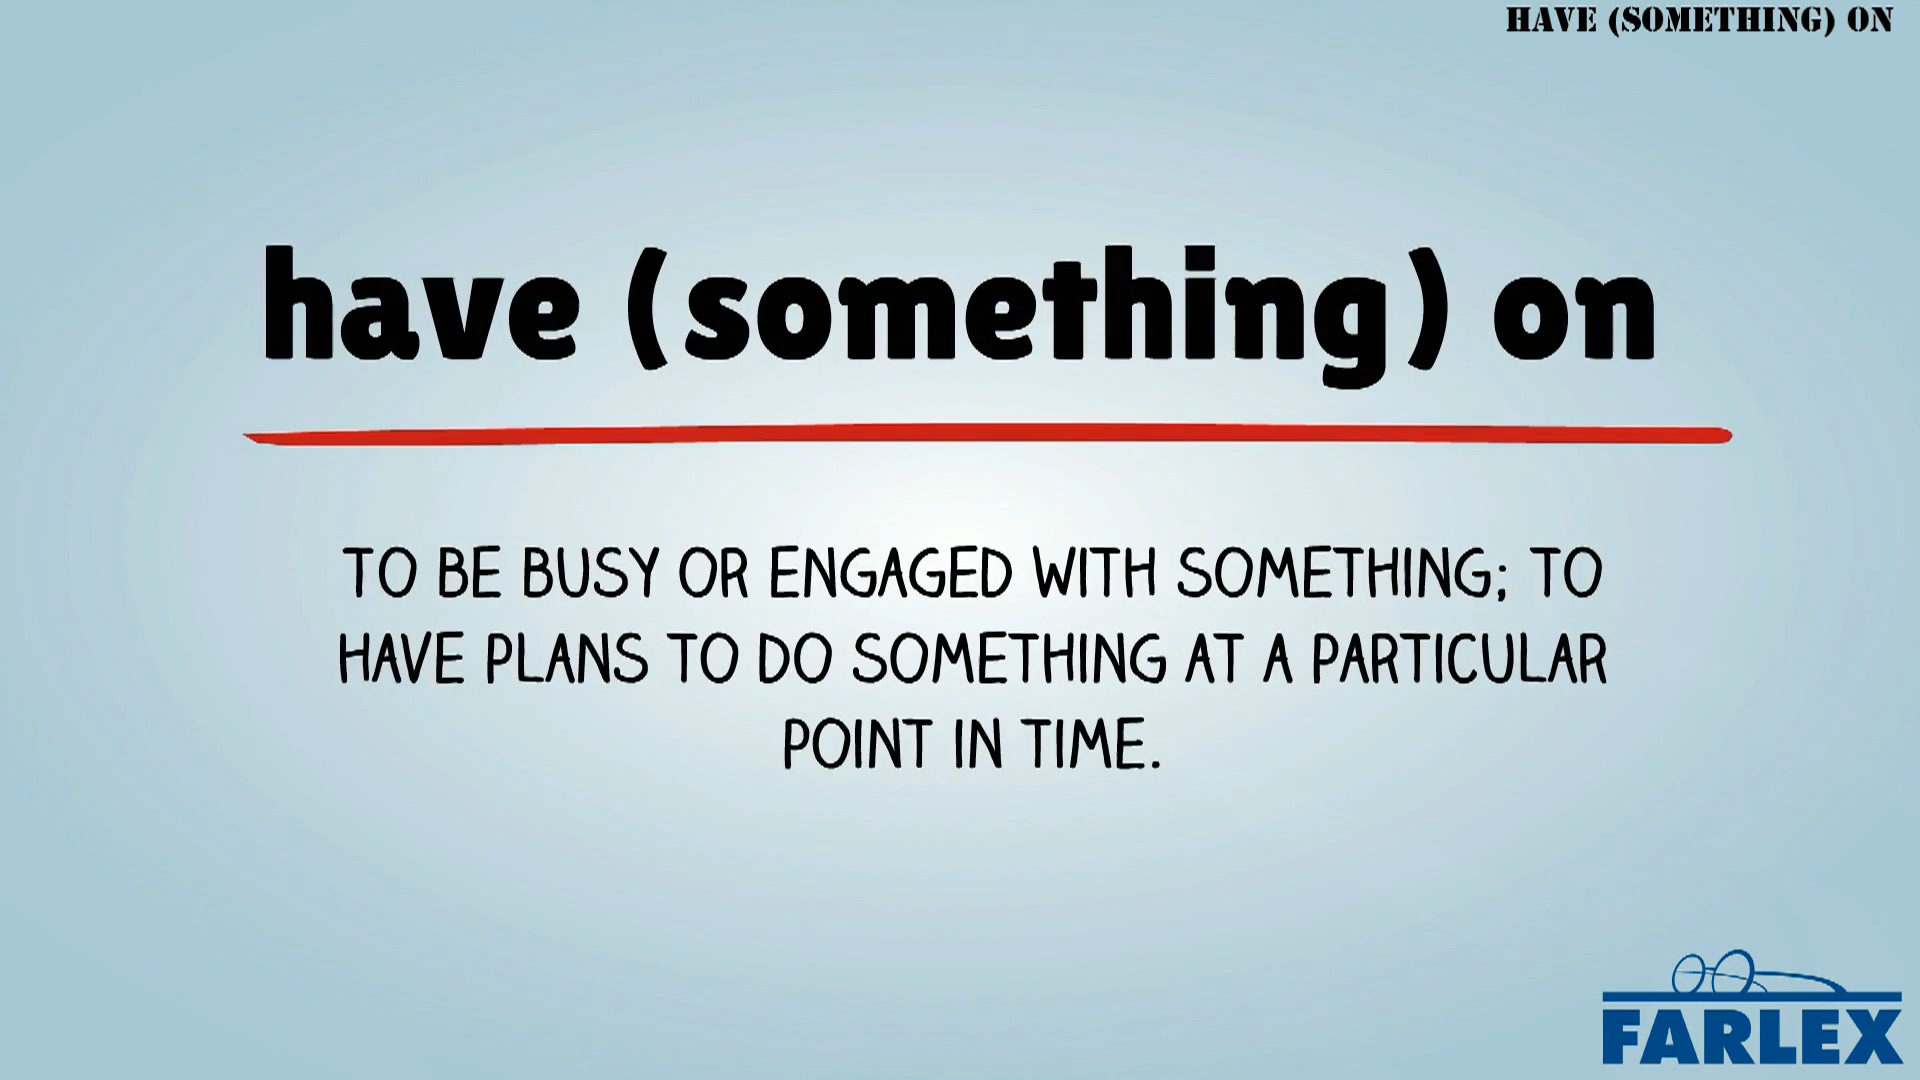 HAVE (SOMETHING) ON
have (something) on
TO BE BUSY OR ENGAGED WITH SOMETHING; TO
HAVE PLANS TO DO SOMETHING AT A PARTICULAR
POINT IN TIME.
FARLEX